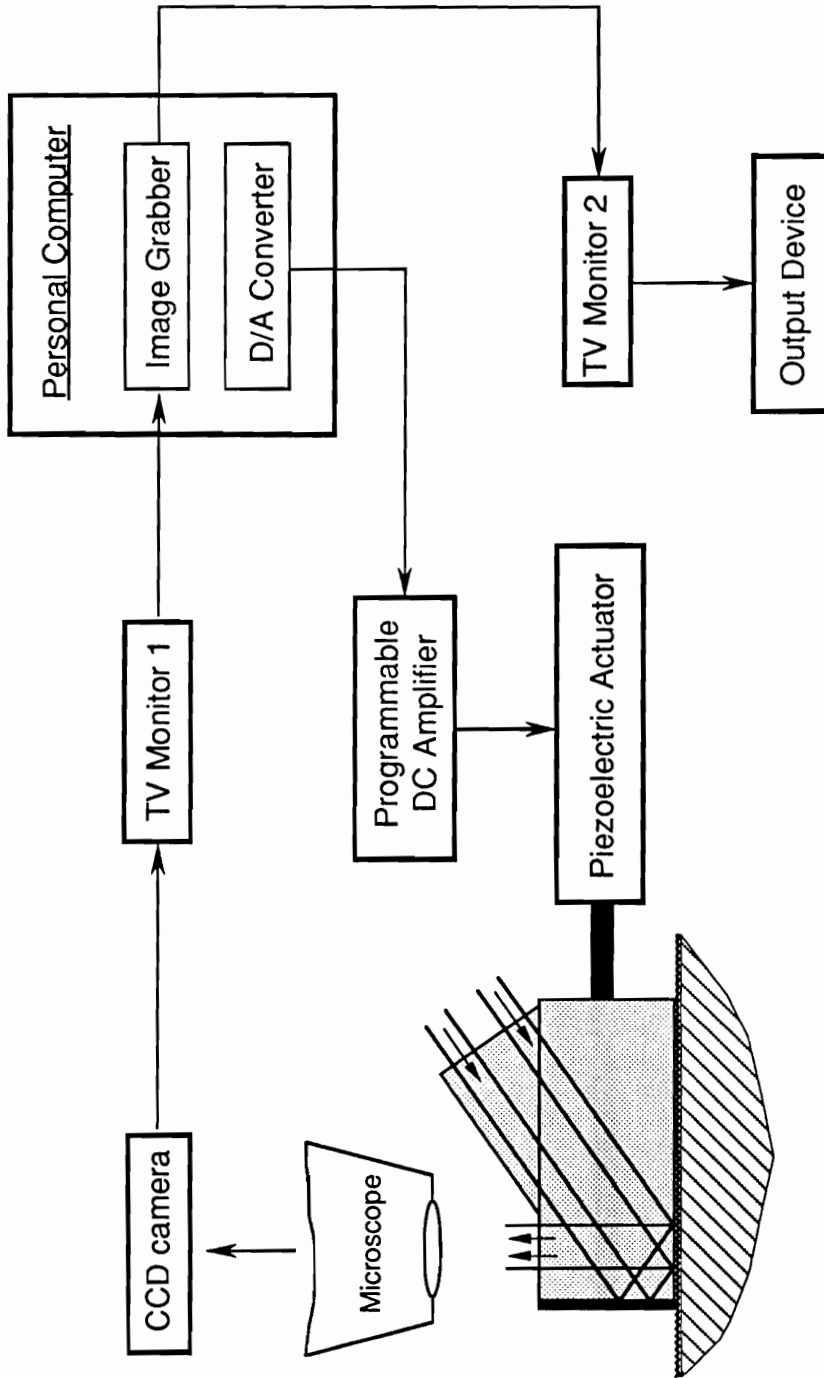 Personal Computer
Image Grabber
D/A Converter
TV Monitor 1
CCD camera
Microscope
Programmable
DC Amplifier
Piezoelectric Actuator
TV Monitor 2
Output Device